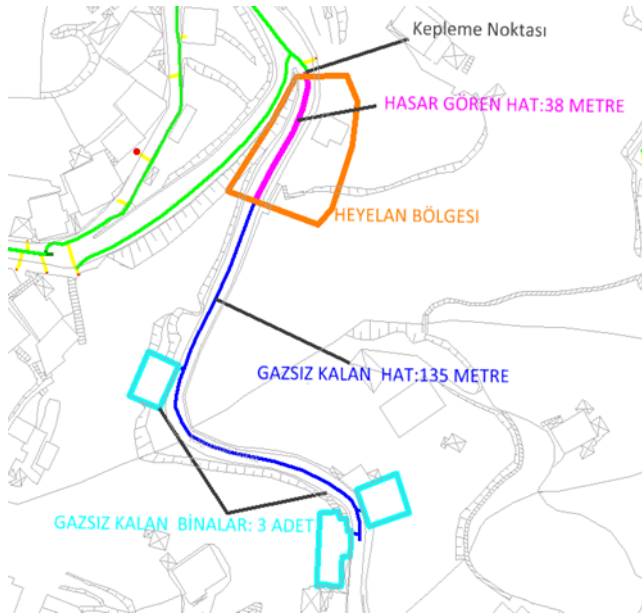 Kepleme Noktası
HASAR GÖREN HAT:38 METRE
HEYELAN BÖLGESI
GAZSIZ KALAN HAT:135 METRE
GAZSIZ KALAN BİNALAR: 3 ADET